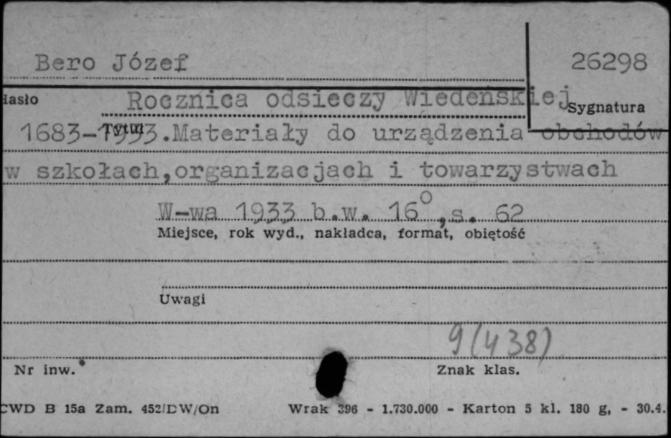 Bero Józef 26298
Hasło Rocznica odsieczy Wiedeńskiej Sygnatura
Tytuł
1683-1933.Materiały do urządzenia obchodów
w szkołach,organizacjach i towarzystwach
W-wa 1933 b.w. 16°,s. 62
Miejsce, rok wyd., nakładca, format, objętość
Uwagi
9(438)
Nr inw. Znak klas.
CWD B 15a Zam. 452/DW/On Wrak 396 - 1.730.000 - Karton 5 kl. 180 g, - 30.4.